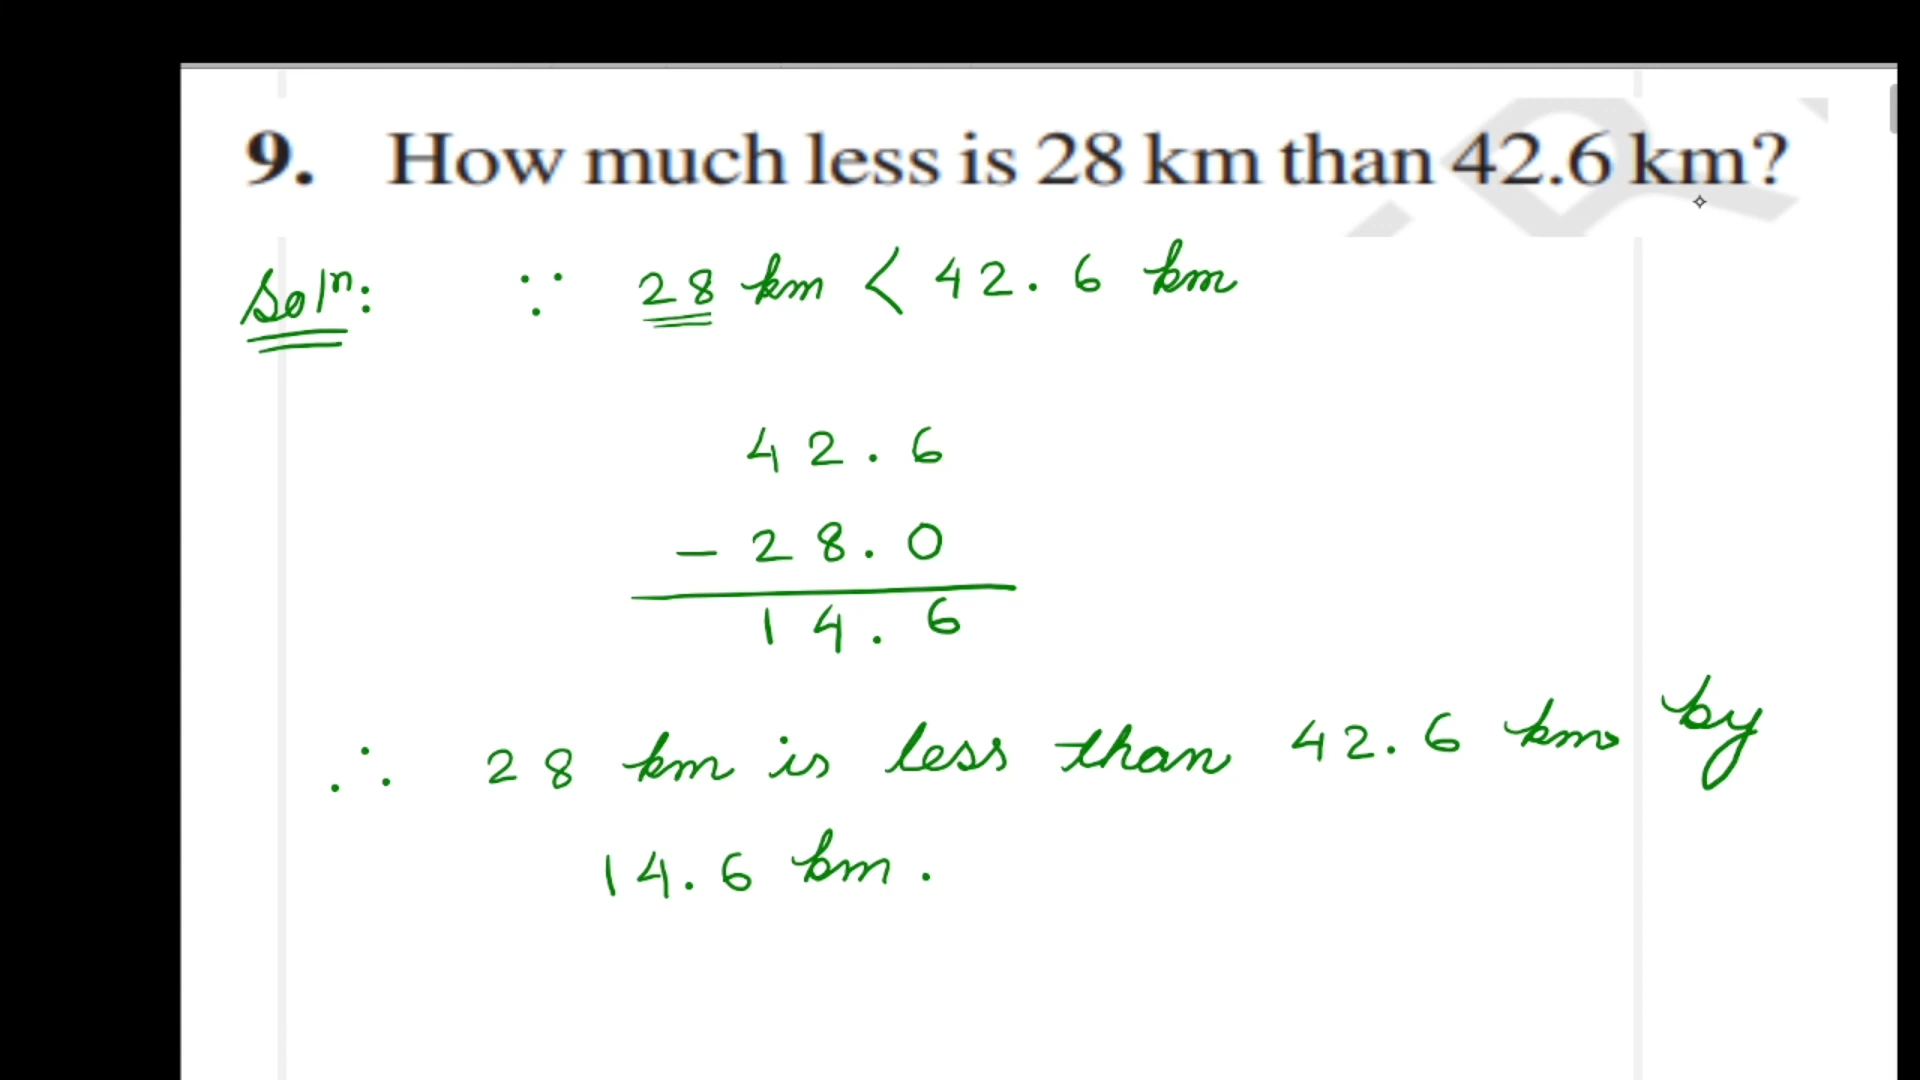 9. How much less is 28 km than 42.6 km?
Solⁿ: ∵ 28 km < 42.6 km
42.6
- 28.0
14.6
∴ 28 km is less than 42.6 km by
14.6 km.